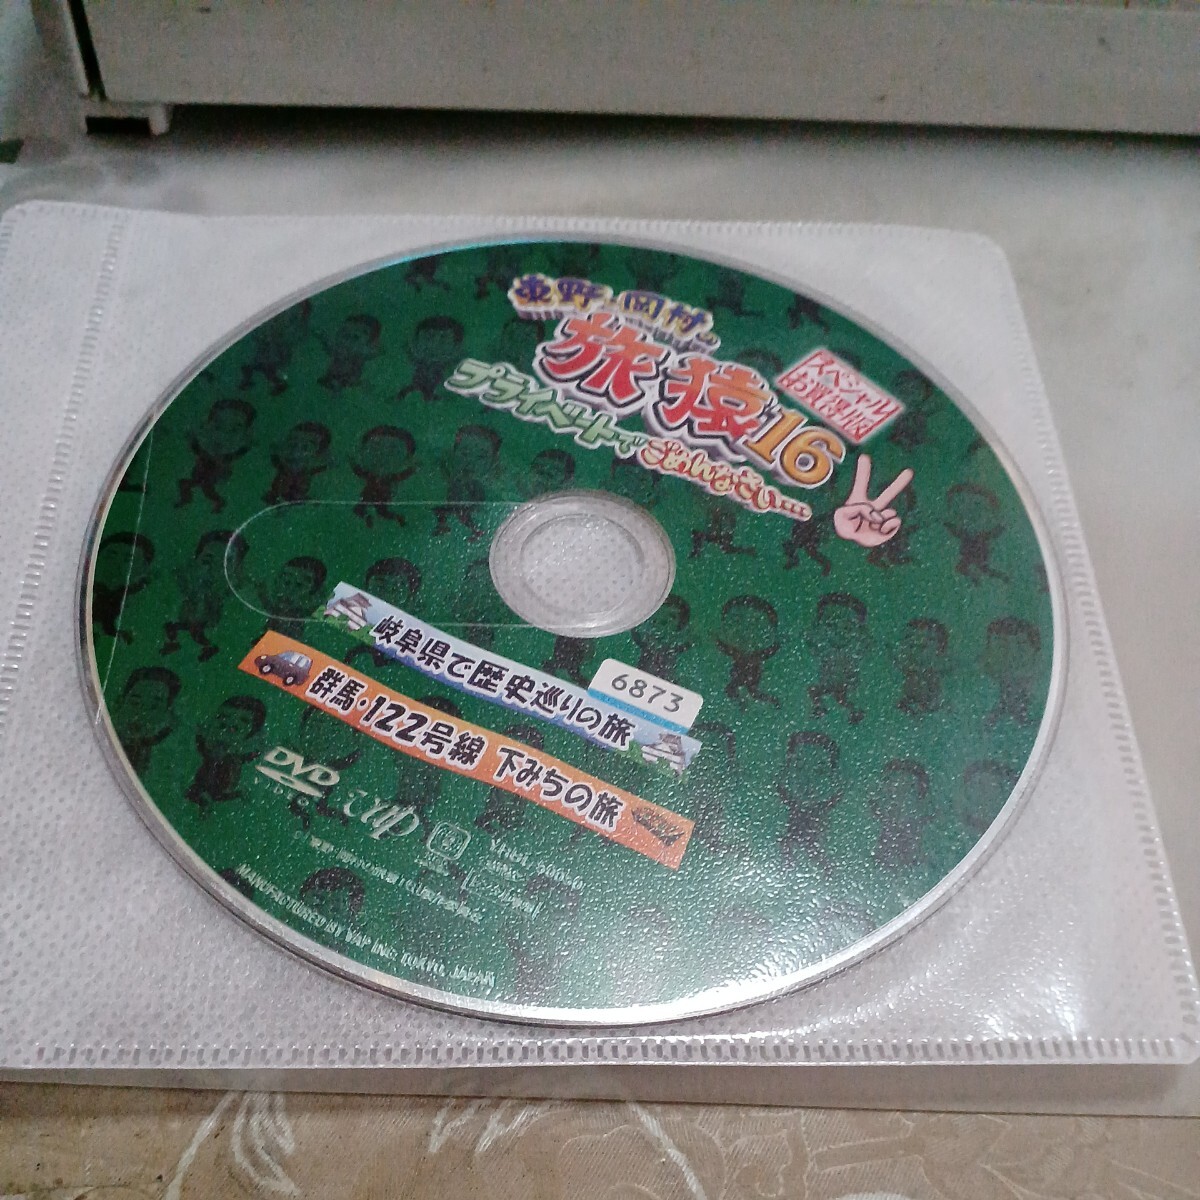 東野・岡村の
旅猿16
プライベートでごめんなさい…
スペシャル
お買得版
岐阜県で歴史巡りの旅
6873
群馬・122号線 下みちの旅
DVD
VIDEO
vap
MANUFACTURED BY VAP INC. TOKYO, JAPAN